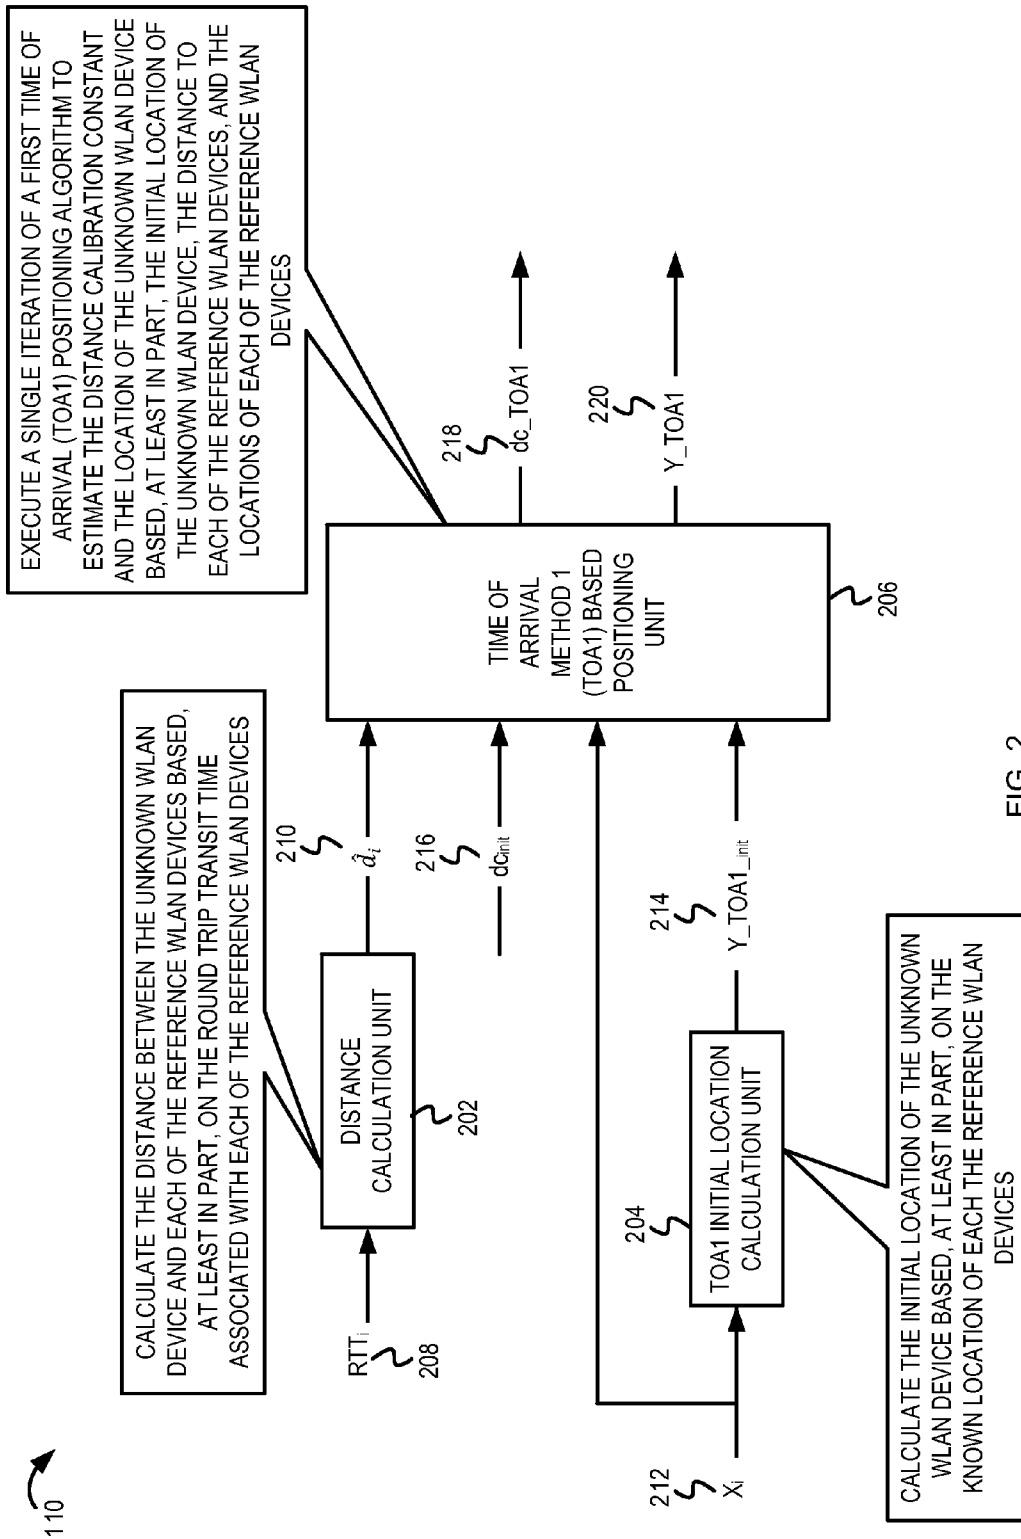 110
CALCULATE THE DISTANCE BETWEEN THE UNKNOWN WLAN
DEVICE AND EACH OF THE REFERENCE WLAN DEVICES BASED,
AT LEAST IN PART, ON THE ROUND TRIP TRANSIT TIME
ASSOCIATED WITH EACH OF THE REFERENCE WLAN DEVICES
EXECUTE A SINGLE ITERATION OF A FIRST TIME OF
ARRIVAL (TOA1) POSITIONING ALGORITHM TO
ESTIMATE THE DISTANCE CALIBRATION CONSTANT
AND THE LOCATION OF THE UNKNOWN WLAN DEVICE
BASED, AT LEAST IN PART, THE INITIAL LOCATION OF
THE UNKNOWN WLAN DEVICE, THE DISTANCE TO
EACH OF THE REFERENCE WLAN DEVICES, AND THE
LOCATIONS OF EACH OF THE REFERENCE WLAN
DEVICES
RTTi
208
DISTANCE
CALCULATION UNIT
202
210
d̂i
216
dcinit
TIME OF
ARRIVAL
METHOD 1
(TOA1) BASED
POSITIONING
UNIT
206
218
dc_TOA1
220
Y_TOA1
212
Xi
204
TOA1 INITIAL LOCATION
CALCULATION UNIT
214
Y_TOA1_init
CALCULATE THE INITIAL LOCATION OF THE UNKNOWN
WLAN DEVICE BASED, AT LEAST IN PART, ON THE
KNOWN LOCATION OF EACH THE REFERENCE WLAN
DEVICES
FIG. 2